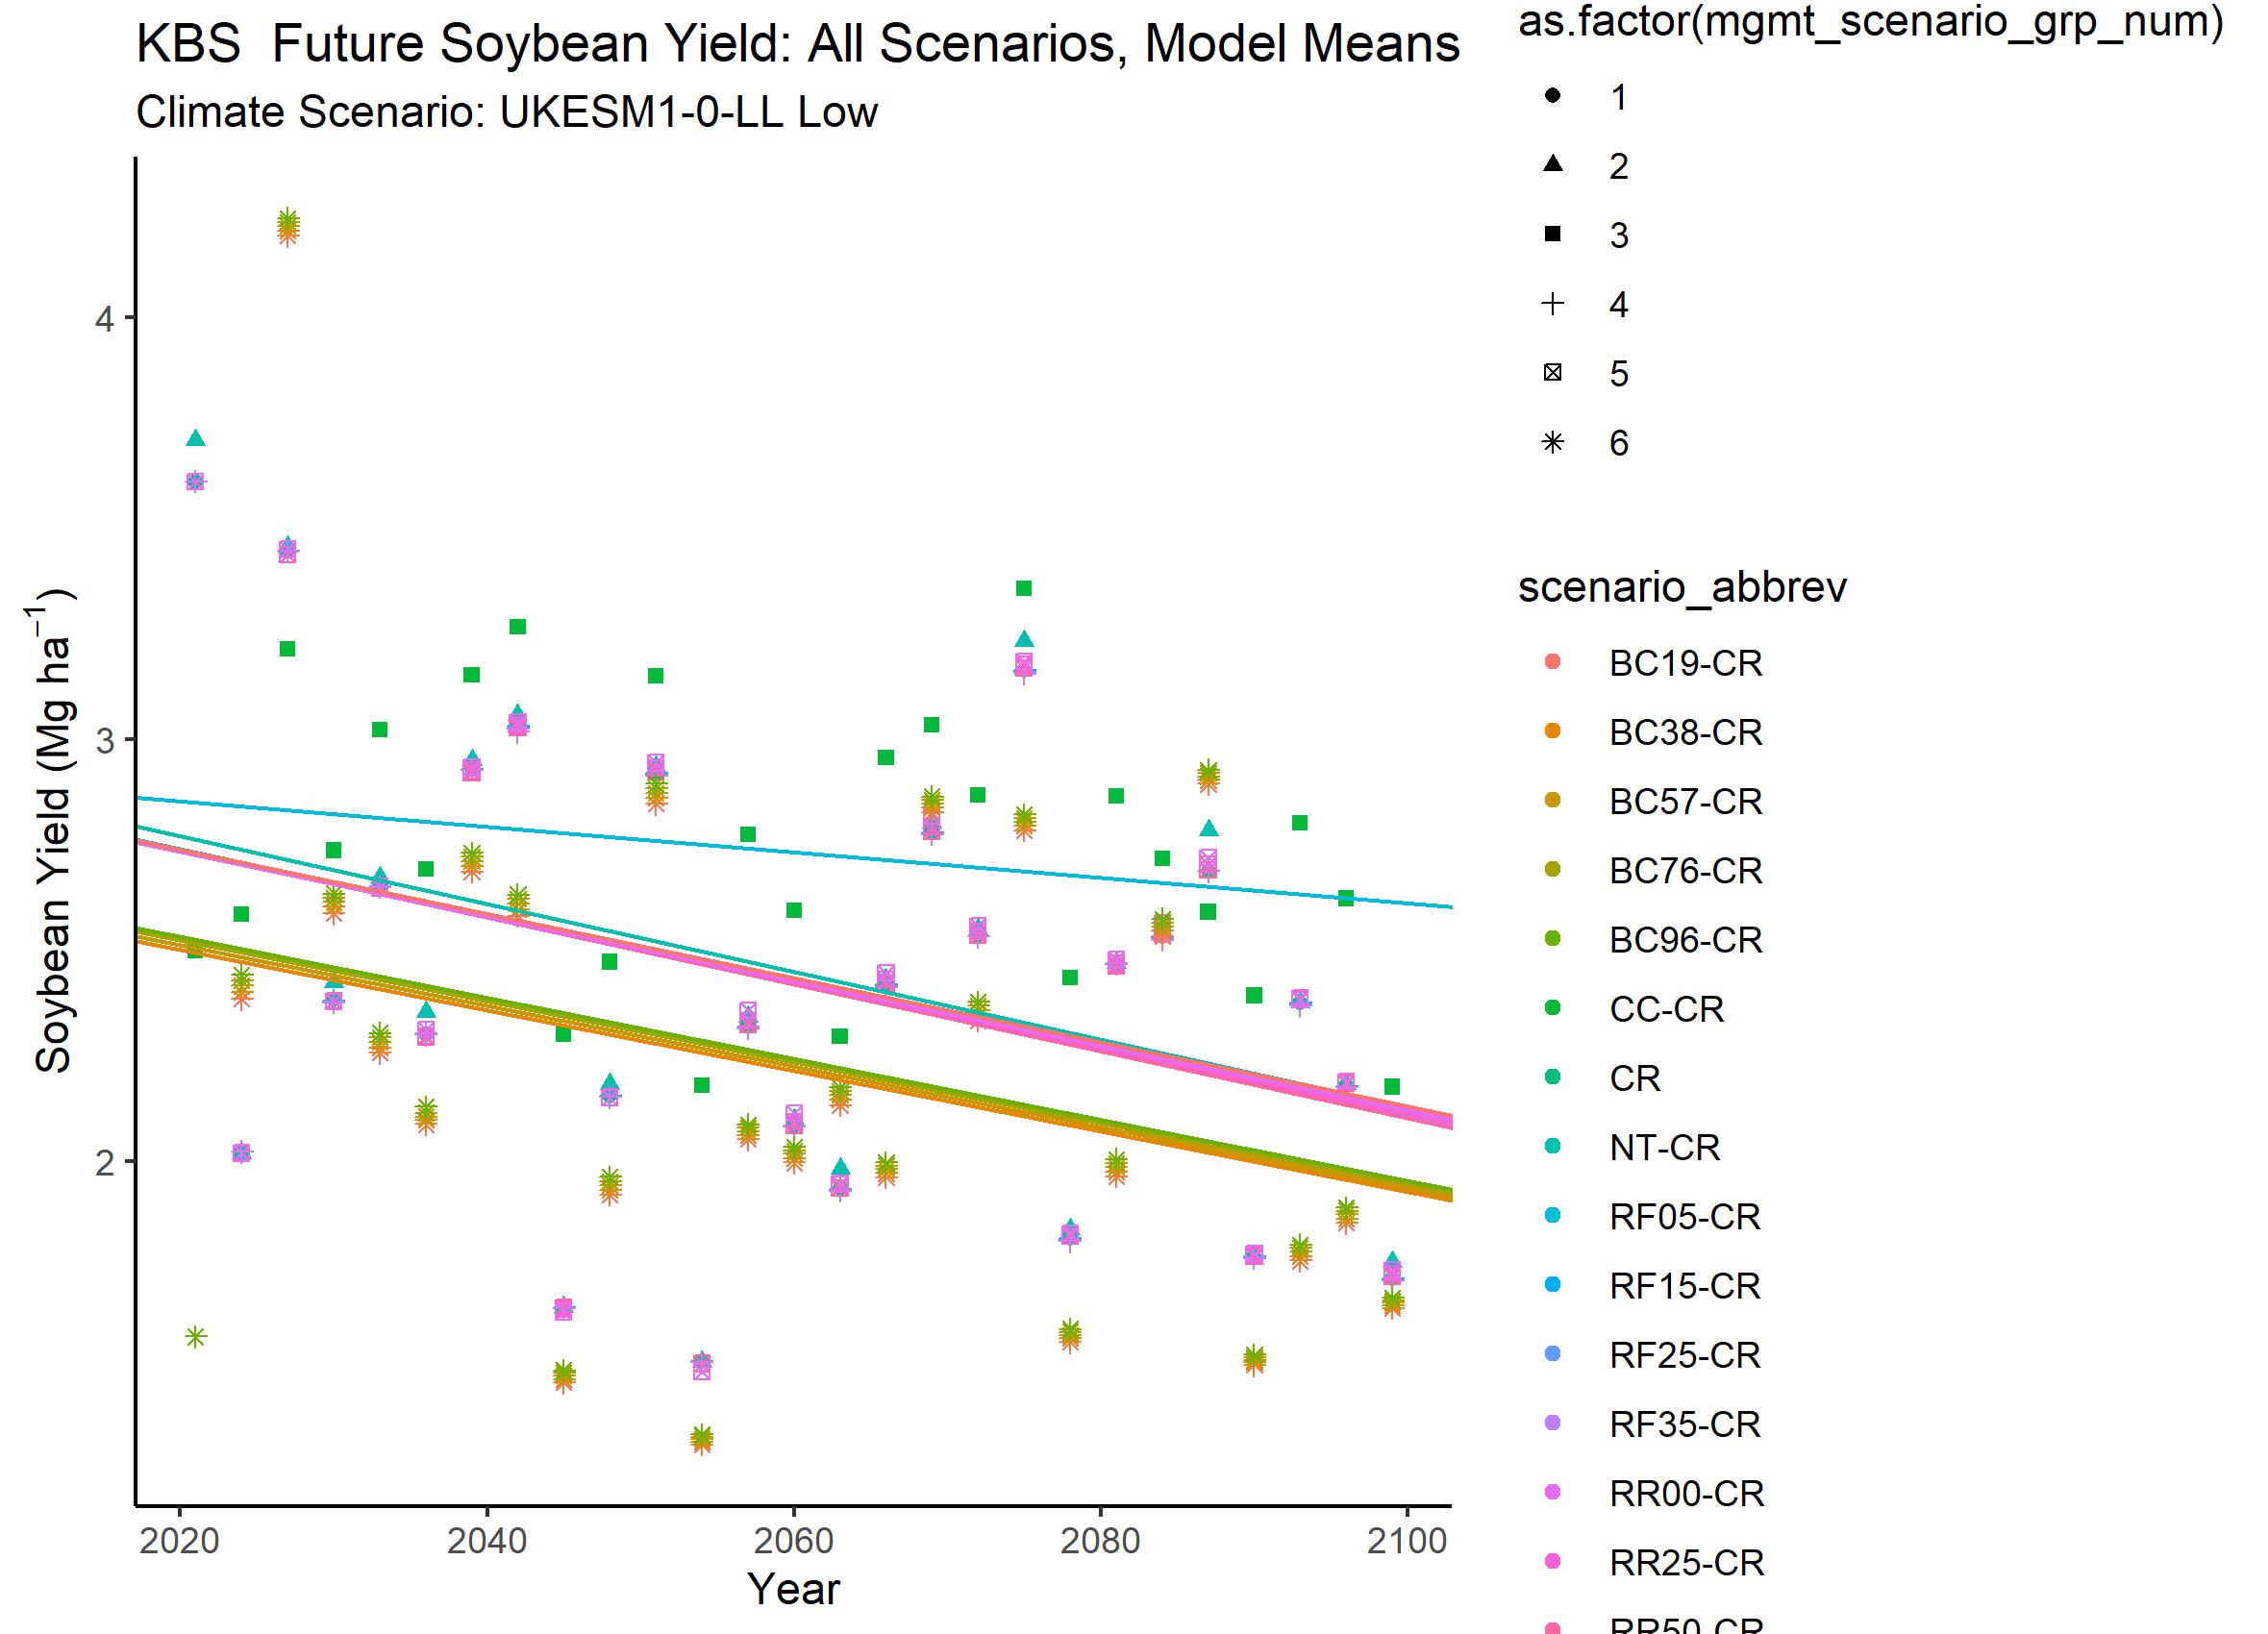 KBS  Future Soybean Yield: All Scenarios, Model Means
Climate Scenario: UKESM1-0-LL Low
Soybean Yield (Mg ha⁻¹)
4
3
2
2020
2040
2060
2080
2100
Year
as.factor(mgmt_scenario_grp_num)
1
2
3
4
5
6
scenario_abbrev
BC19-CR
BC38-CR
BC57-CR
BC76-CR
BC96-CR
CC-CR
CR
NT-CR
RF05-CR
RF15-CR
RF25-CR
RF35-CR
RR00-CR
RR25-CR
RR50-CR